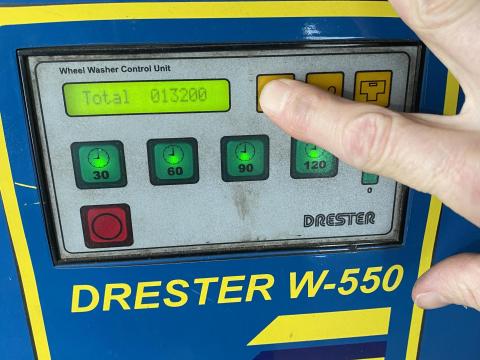 Wheel Washer Control Unit
Total 013200
30 60 90 120
0
DRESTER
DRESTER W-550